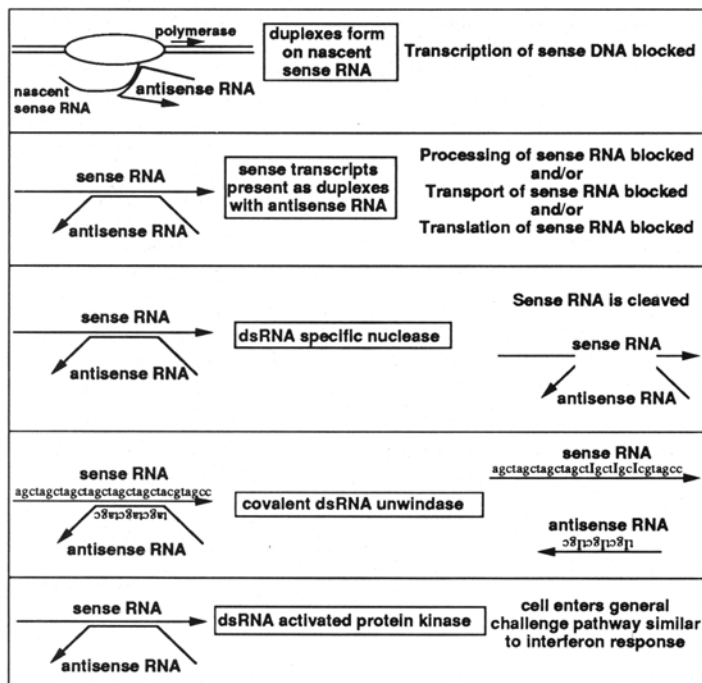 polymerase
duplexes form
on nascent
sense RNA
Transcription of sense DNA blocked
nascent
sense RNA
antisense RNA
sense RNA
antisense RNA
sense transcripts
present as duplexes
with antisense RNA
Processing of sense RNA blocked
and/or
Transport of sense RNA blocked
and/or
Translation of sense RNA blocked
sense RNA
antisense RNA
dsRNA specific nuclease
Sense RNA is cleaved
sense RNA
antisense RNA
sense RNA
agctagctagctagctagctagctacgtagcc
antisense RNA
covalent dsRNA unwindase
sense RNA
agctagctagctagctIgctIgcIcgtagcc
antisense RNA
sense RNA
antisense RNA
dsRNA activated protein kinase
cell enters general
challenge pathway similar
to interferon response